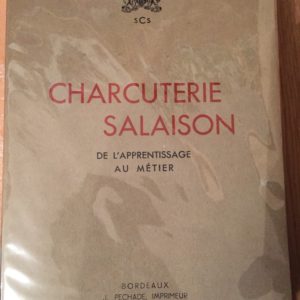 SCS
CHARCUTERIE
SALAISON
DE L'APPRENTISSAGE
AU MÉTIER
BORDEAUX
J. PECHADE, IMPRIMEUR